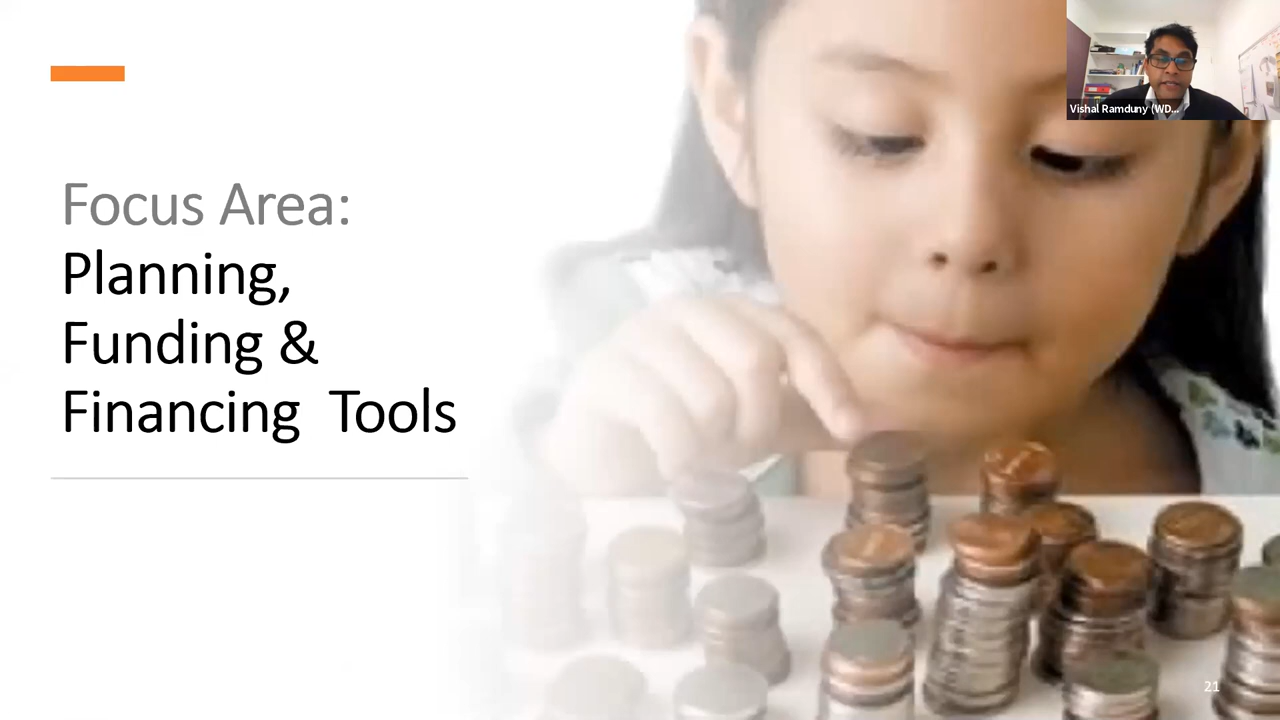 Vishal Ramduny (WD...
Focus Area:
Planning,
Funding &
Financing Tools
21